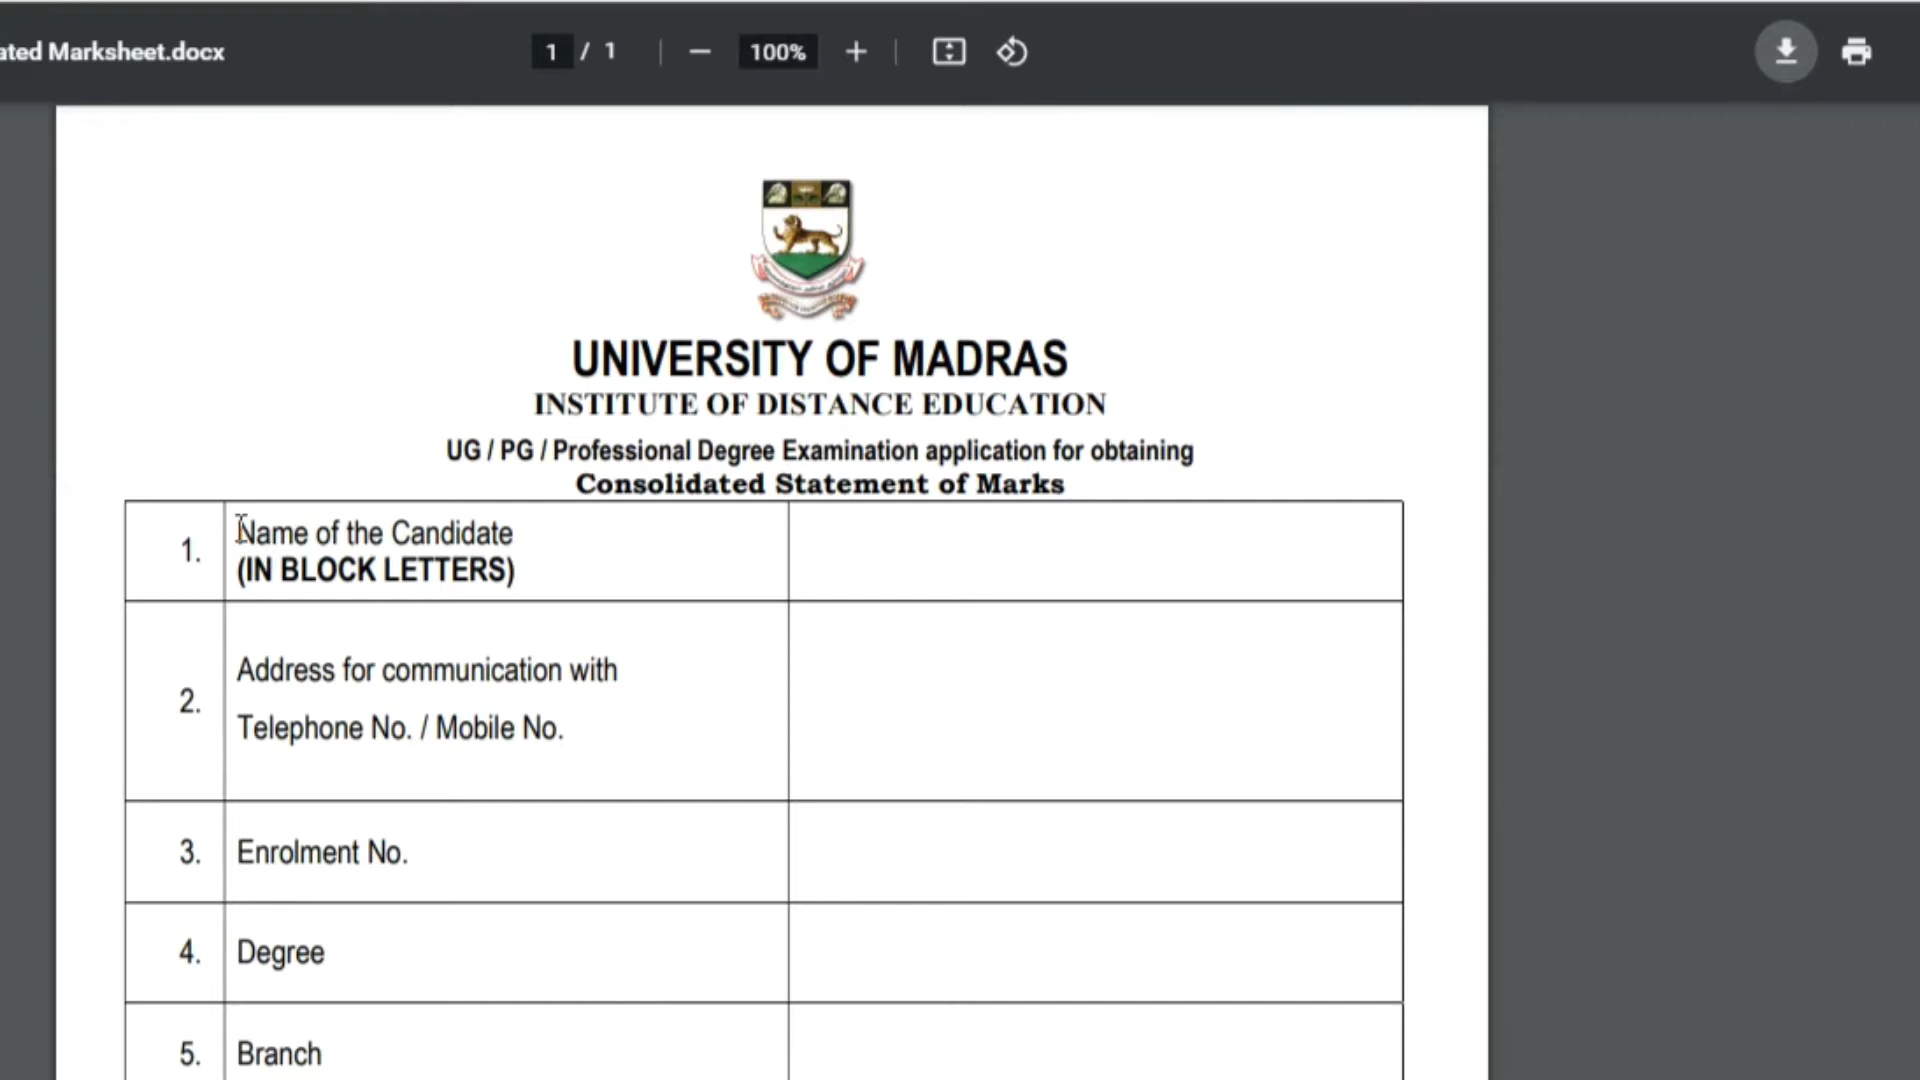 ated Marksheet.docx
1 / 1
100%
UNIVERSITY OF MADRAS
INSTITUTE OF DISTANCE EDUCATION
UG / PG / Professional Degree Examination application for obtaining
Consolidated Statement of Marks
1. Name of the Candidate
(IN BLOCK LETTERS)
2. Address for communication with
Telephone No. / Mobile No.
3. Enrolment No.
4. Degree
5. Branch